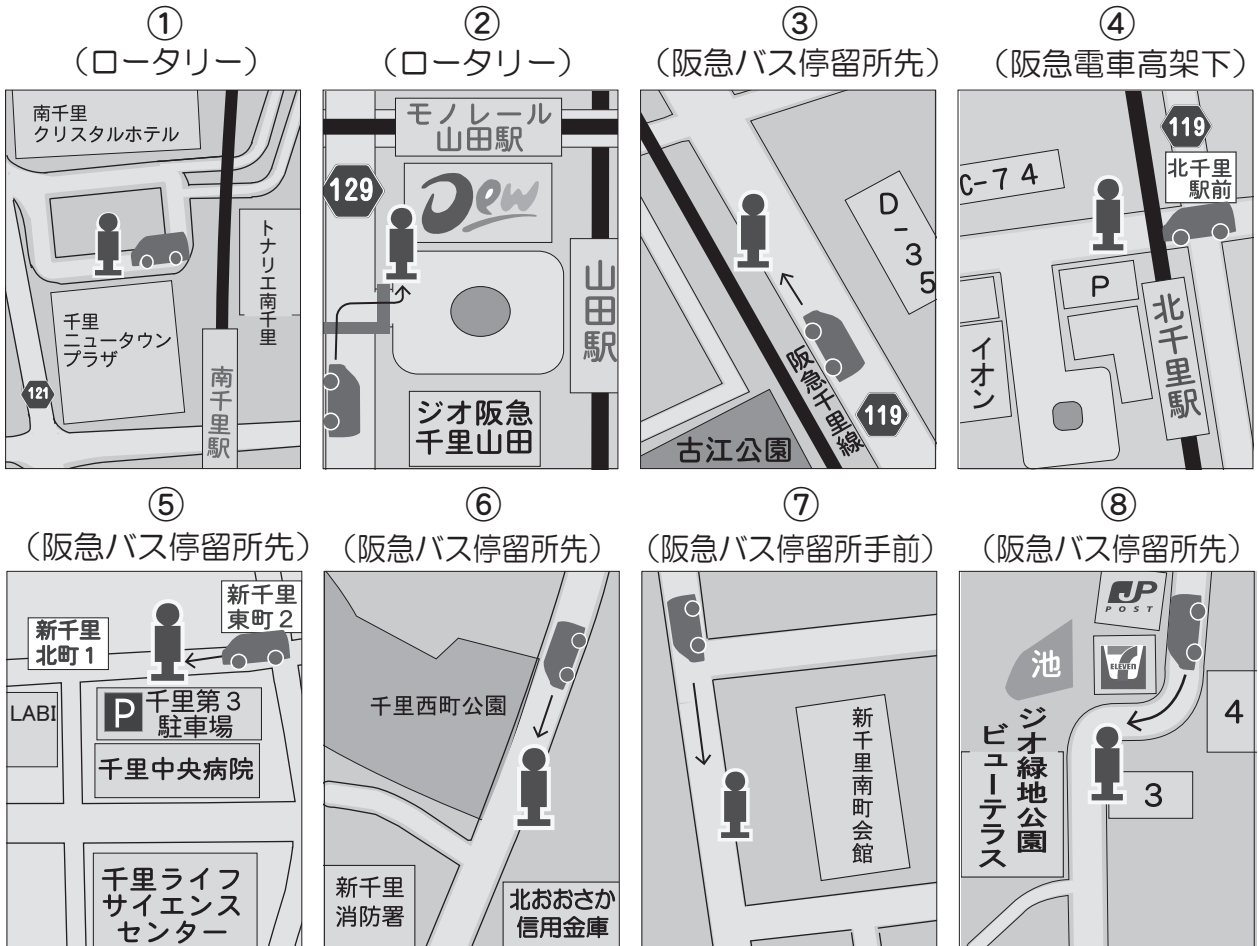 ①
(ロータリー)
南千里
クリスタルホテル
トナリエ南千里
千里
ニュータウン
プラザ
121
南千里駅
②
(ロータリー)
モノレール
山田駅
129
Dew
山田駅
ジオ阪急
千里山田
③
(阪急バス停留所先)
D-35
阪急千里線
119
古江公園
④
(阪急電車高架下)
119
北千里
駅前
C-74
P
イオン
北千里駅
⑤
(阪急バス停留所先)
新千里
東町2
新千里
北町1
LABI
P 千里第3
駐車場
千里中央病院
千里ライフ
サイエンス
センター
⑥
(阪急バス停留所先)
千里西町公園
新千里
消防署
北おおさか
信用金庫
⑦
(阪急バス停留所手前)
新千里南町会館
⑧
(阪急バス停留所先)
JP
POST
池
7
ELEVEN
4
ジオ緑地公園
ビューテラス
3